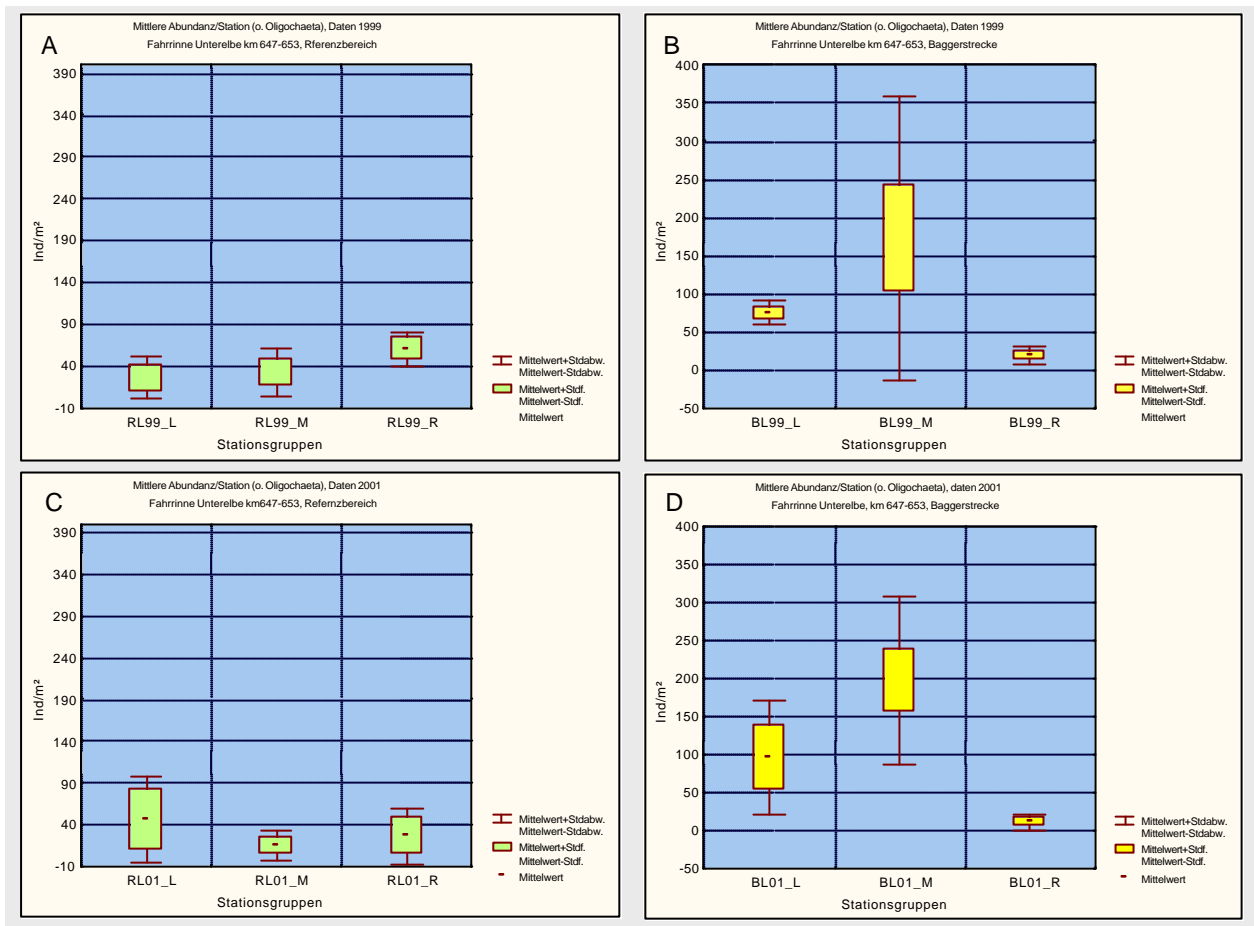 A
Mittlere Abundanz/Station (o. Oligochaeta), Daten 1999
Fahrrinne Unterelbe km 647-653, Rferenzbereich
390
340
290
240
190
140
90
40
-10
Ind/m²
RL99_L RL99_M RL99_R
Stationsgruppen
Mittelwert+Stdabw.
Mittelwert-Stdabw.
Mittelwert+Stdf.
Mittelwert-Stdf.
Mittelwert
B
Mittlere Abundanz/Station (o. Oligochaeta), Daten 1999
Fahrrinne Unterelbe km 647-653, Baggerstrecke
400
350
300
250
200
150
100
50
0
-50
Ind/m²
BL99_L BL99_M BL99_R
Stationsgruppen
Mittelwert+Stdabw.
Mittelwert-Stdabw.
Mittelwert+Stdf.
Mittelwert-Stdf.
Mittelwert
C
Mittlere Abundanz/Station (o. Oligochaeta), Daten 2001
Fahrrinne Unterelbe km647-653, Refernzbereich
390
340
290
240
190
140
90
40
-10
Ind/m²
RL01_L RL01_M RL01_R
Stationsgruppen
Mittelwert+Stdabw.
Mittelwert-Stdabw.
Mittelwert+Stdf.
Mittelwert-Stdf.
Mittelwert
D
Mittlere Abundanz/Station (o. Oligochaeta), daten 2001
Fahrrinne Unterelbe, km 647-653, Baggerstrecke
400
350
300
250
200
150
100
50
0
-50
Ind/m²
BL01_L BL01_M BL01_R
Stationsgruppen
Mittelwert+Stdabw.
Mittelwert-Stdabw.
Mittelwert+Stdf.
Mittelwert-Stdf.
Mittelwert